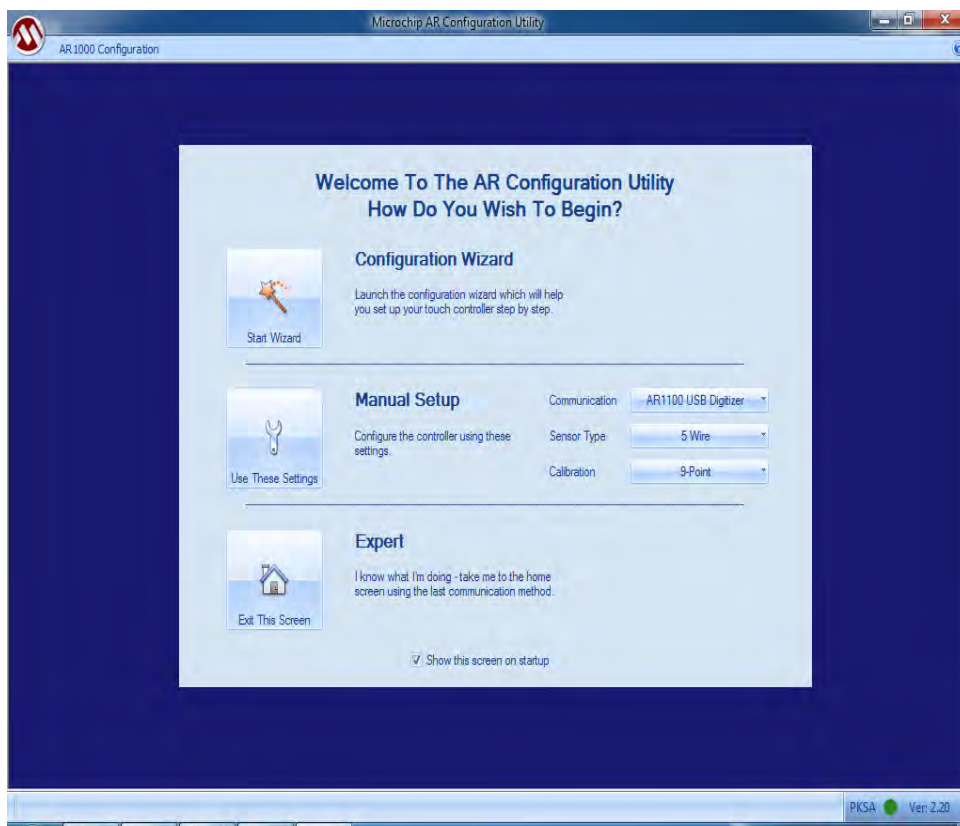 Microchip AR Configuration Utility
AR1000 Configuration
Welcome To The AR Configuration Utility
How Do You Wish To Begin?
Configuration Wizard
Launch the configuration wizard which will help
you set up your touch controller step by step.
Start Wizard
Manual Setup
Configure the controller using these
settings.
Use These Settings
Communication AR1100 USB Digitizer
Sensor Type 5 Wire
Calibration 9-Point
Expert
I know what I'm doing - take me to the home
screen using the last communication method.
Exit This Screen
Show this screen on startup
PKSA Ver: 2.20